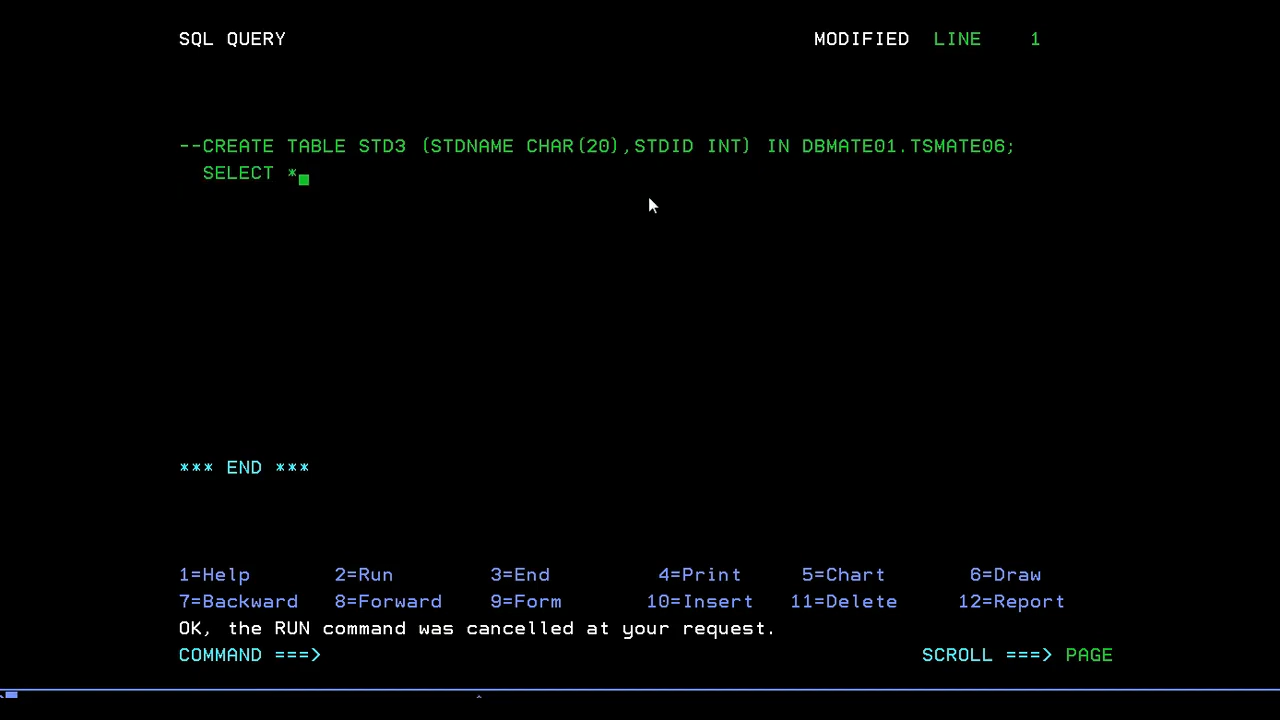 SQL QUERY MODIFIED LINE 1
--CREATE TABLE STD3 (STDNAME CHAR(20),STDID INT) IN DBMATE01.TSMATE06;
SELECT *
*** END ***
1=Help 2=Run 3=End 4=Print 5=Chart 6=Draw
7=Backward 8=Forward 9=Form 10=Insert 11=Delete 12=Report
OK, the RUN command was cancelled at your request.
COMMAND ===> SCROLL ===> PAGE